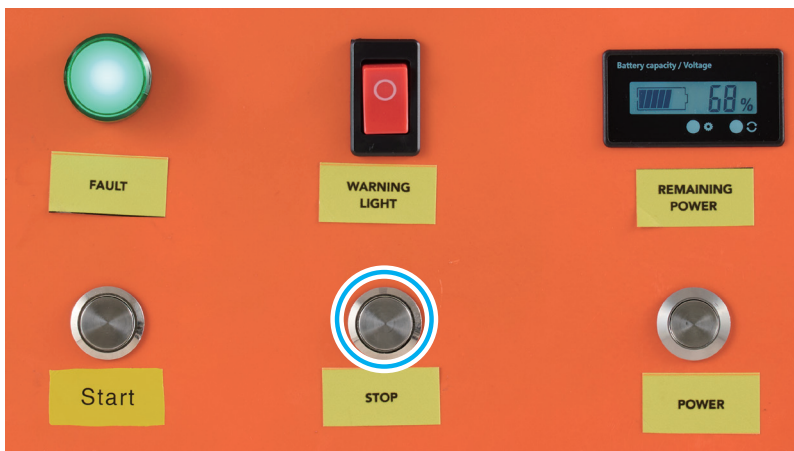 Battery capacity / Voltage
68%
FAULT
WARNING
LIGHT
REMAINING
POWER
Start
STOP
POWER